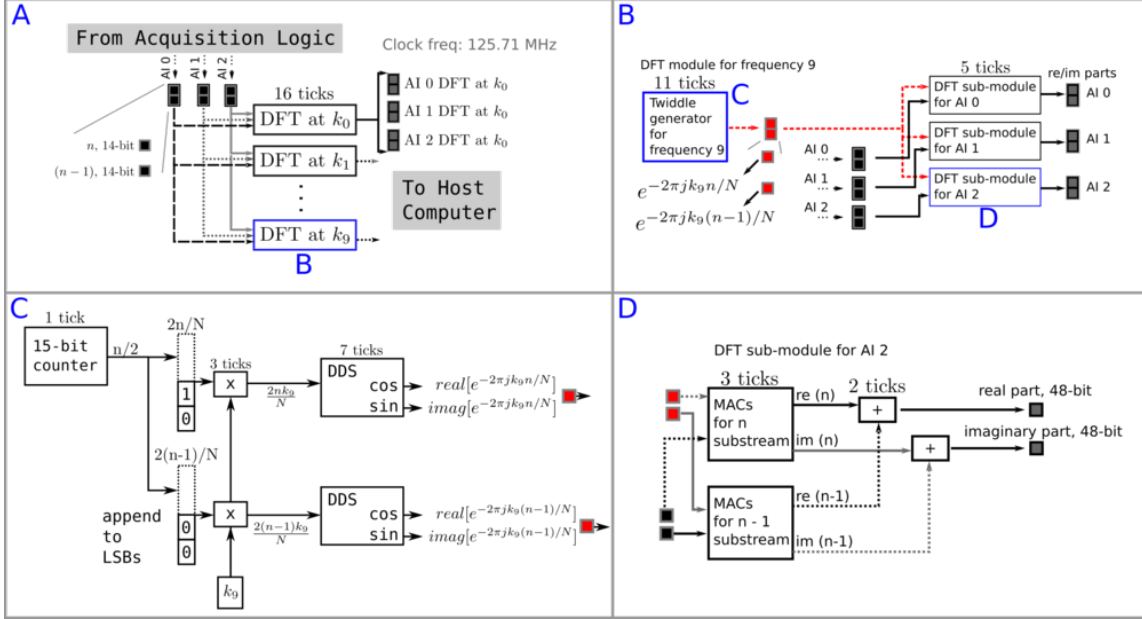 A
From Acquisition Logic
Clock freq: 125.71 MHz
AI 0
AI 1
AI 2
16 ticks
DFT at k₀
AI 0 DFT at k₀
AI 1 DFT at k₀
AI 2 DFT at k₀
n, 14-bit
(n − 1), 14-bit
DFT at k₁
To Host
Computer
DFT at k₉
B
B
DFT module for frequency 9
11 ticks
C
Twiddle
generator
for
frequency 9
5 ticks
re/im parts
DFT sub-module
for AI 0
AI 0
DFT sub-module
for AI 1
AI 1
DFT sub-module
for AI 2
AI 2
D
AI 0
AI 1
AI 2
e^{−2πjk₉n/N}
e^{−2πjk₉(n−1)/N}
C
1 tick
15-bit
counter
n/2
2n/N
1
0
3 ticks
x
2nk₉/N
7 ticks
DDS
cos
sin
real[e^{−2πjk₉n/N}]
imag[e^{−2πjk₉n/N}]
2(n-1)/N
append
to
LSBs
0
0
x
2(n−1)k₉/N
DDS
cos
sin
real[e^{−2πjk₉(n−1)/N}]
imag[e^{−2πjk₉(n−1)/N}]
k₉
D
DFT sub-module for AI 2
3 ticks
MACs
for n
substream
re (n)
im (n)
2 ticks
+
+
real part, 48-bit
imaginary part, 48-bit
MACs
for n - 1
substream
re (n-1)
im (n-1)